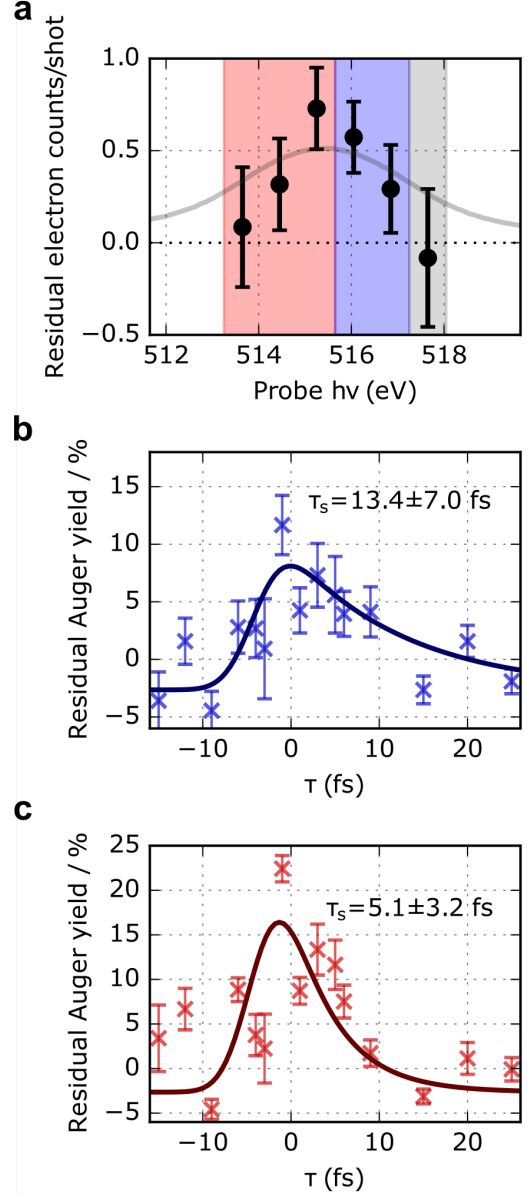 a
Residual electron counts/shot
1.0
0.5
0.0
−0.5
512
514
516
518
Probe hν (eV)
b
Residual Auger yield / %
15
10
5
0
−5
τs=13.4±7.0 fs
−10
0
10
20
τ (fs)
c
Residual Auger yield / %
25
20
15
10
5
0
−5
τs=5.1±3.2 fs
−10
0
10
20
τ (fs)